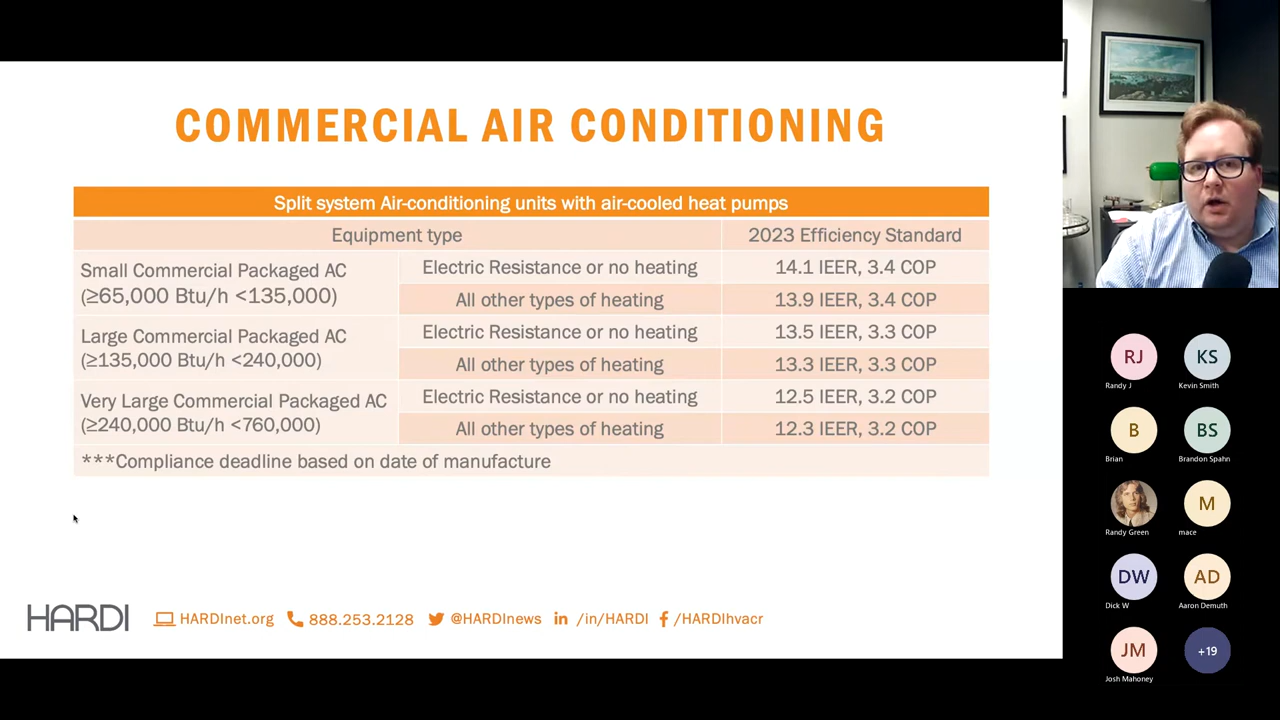 COMMERCIAL AIR CONDITIONING
Split system Air-conditioning units with air-cooled heat pumps
Equipment type
2023 Efficiency Standard
Small Commercial Packaged AC
(≥65,000 Btu/h <135,000)
Electric Resistance or no heating
14.1 IEER, 3.4 COP
All other types of heating
13.9 IEER, 3.4 COP
Large Commercial Packaged AC
(≥135,000 Btu/h <240,000)
Electric Resistance or no heating
13.5 IEER, 3.3 COP
All other types of heating
13.3 IEER, 3.3 COP
Very Large Commercial Packaged AC
(≥240,000 Btu/h <760,000)
Electric Resistance or no heating
12.5 IEER, 3.2 COP
All other types of heating
12.3 IEER, 3.2 COP
***Compliance deadline based on date of manufacture
HARDI
HARDInet.org
888.253.2128
@HARDInews
in /in/HARDI
f /HARDIhvacr
RJ
Randy J
KS
Kevin Smith
B
Brian
BS
Brandon Spahn
Randy Green
M
mace
DW
Dick W
AD
Aaron Demuth
JM
Josh Mahoney
+19